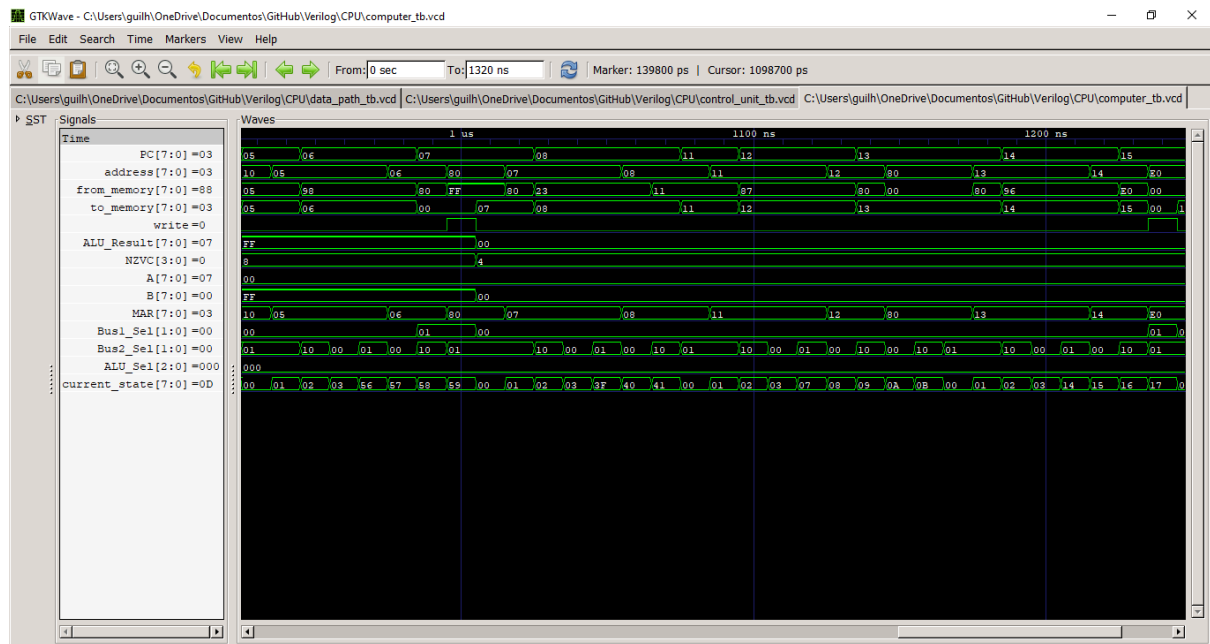 GTKWave - C:\Users\guilh\OneDrive\Documentos\GitHub\Verilog\CPU\computer_tb.vcd
File Edit Search Time Markers View Help
From: 0 sec To: 1320 ns Marker: 139800 ps | Cursor: 1098700 ps
C:\Users\guilh\OneDrive\Documentos\GitHub\Verilog\CPU\data_path_tb.vcd C:\Users\guilh\OneDrive\Documentos\GitHub\Verilog\CPU\control_unit_tb.vcd C:\Users\guilh\OneDrive\Documentos\GitHub\Verilog\CPU\computer_tb.vcd
SST Signals Waves
Time 1 us 1100 ns 1200 ns
PC[7:0]=03 05 06 07 08 11 12 13 14 15
address[7:0]=03 10 05 06 80 07 08 11 12 80 13 14 E0
from_memory[7:0]=88 05 98 80 FF 80 23 11 87 80 00 80 96 E0 00
to_memory[7:0]=03 05 06 00 07 08 11 12 13 14 15 00 1
write=0
ALU_Result[7:0]=07 FF 00
NZVC[3:0]=0 8 4
A[7:0]=07 00
B[7:0]=00 FF 00
MAR[7:0]=03 10 05 06 80 07 08 11 12 80 13 14 E0
Bus1_Sel[1:0]=00 00 01 00 01 0
Bus2_Sel[1:0]=00 01 10 00 01 00 10 01 10 00 01 00 10 01 10 00 01 00 10 00 10 01 10 00 01 00 10 01
ALU_Sel[2:0]=000 000
current_state[7:0]=0D 00 01 02 03 56 57 58 59 00 01 02 03 3F 40 41 00 01 02 03 07 08 09 0A 0B 00 01 02 03 14 15 16 17 0